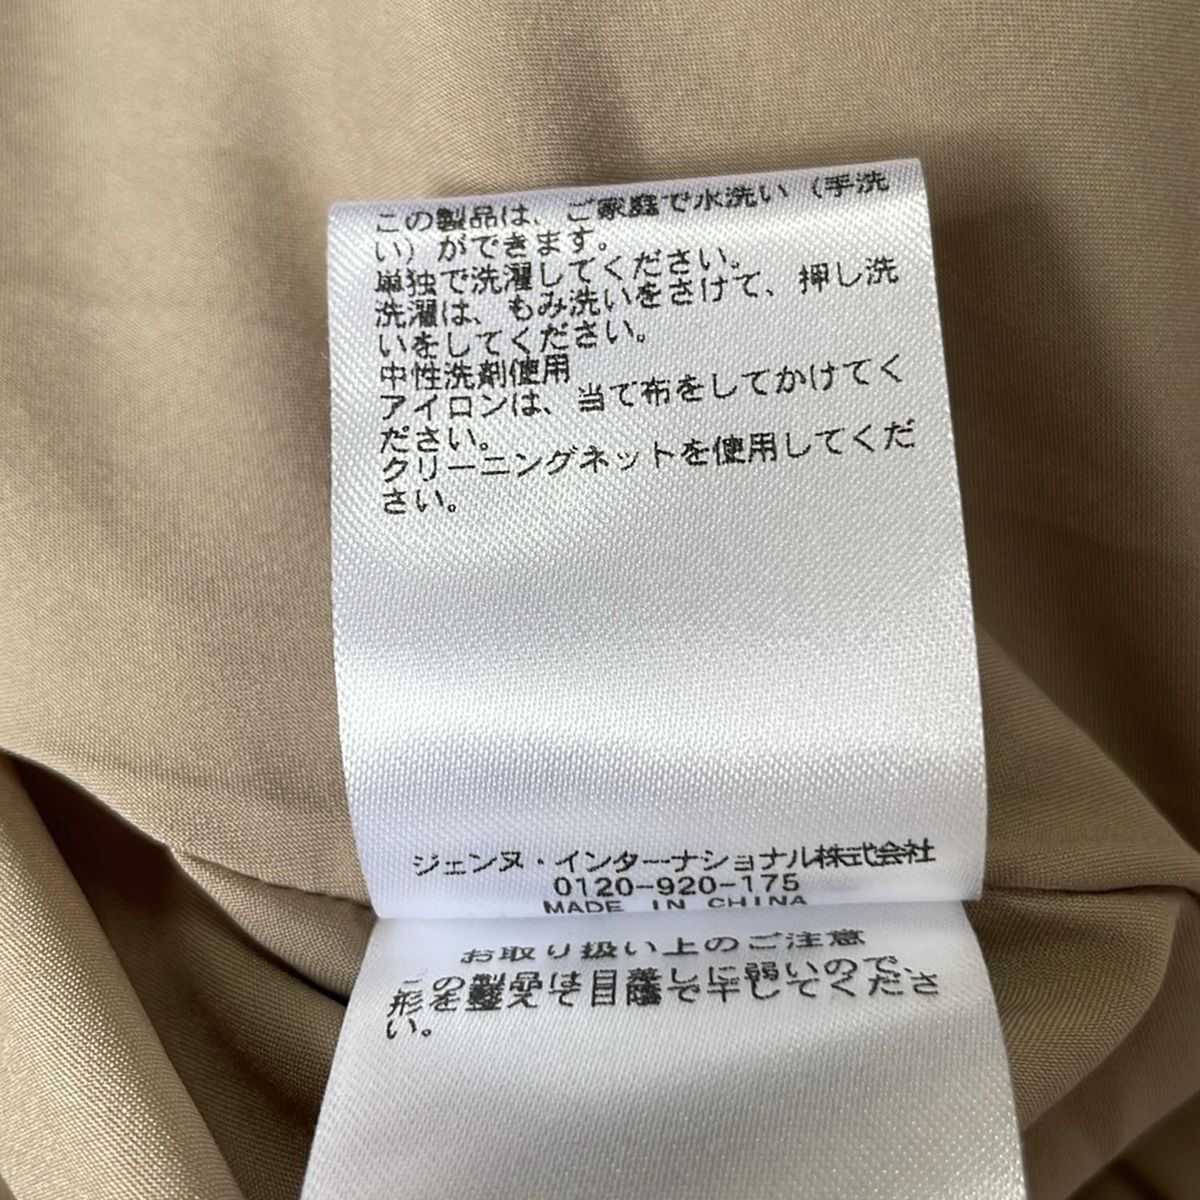 この製品は、ご家庭で水洗い（手洗
い）ができます。
単独で洗濯してください。
洗濯は、もみ洗いをさけて、押し洗
いをしてください。
中性洗剤使用
アイロンは、当て布をしてかけてく
ださい。
クリーニングネットを使用してくだ
さい。
ジェンヌ・インターナショナル株式会社
0120-920-175
MADE IN CHINA
お取り扱い上のご注意
この製品は目落しに弱いので、
形を整えて日陰で干してくださ
い。